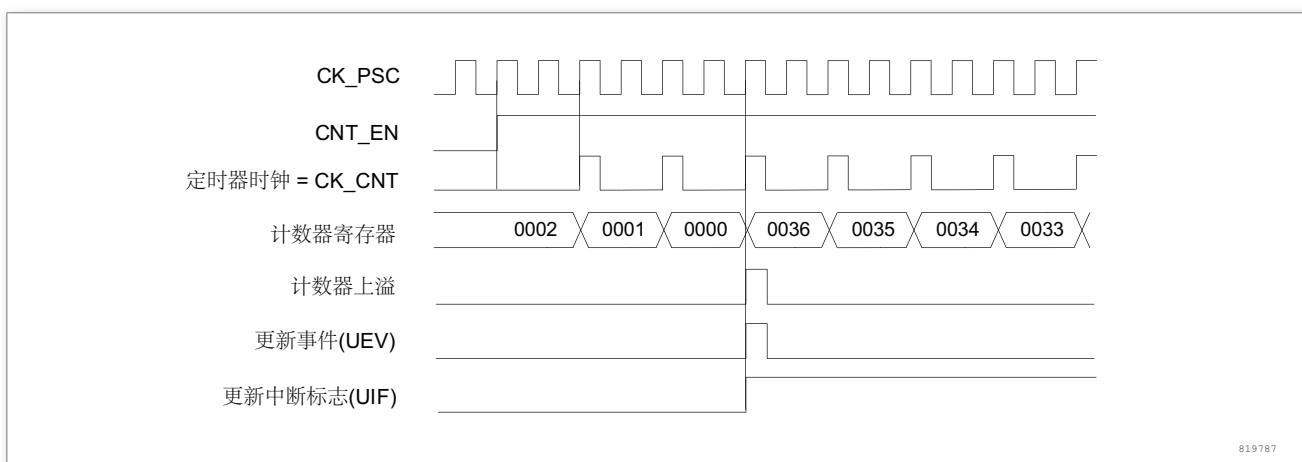 CK_PSC
CNT_EN
定时器时钟 = CK_CNT
计数器寄存器 0002 0001 0000 0036 0035 0034 0033
计数器上溢
更新事件(UEV)
更新中断标志(UIF)
819787